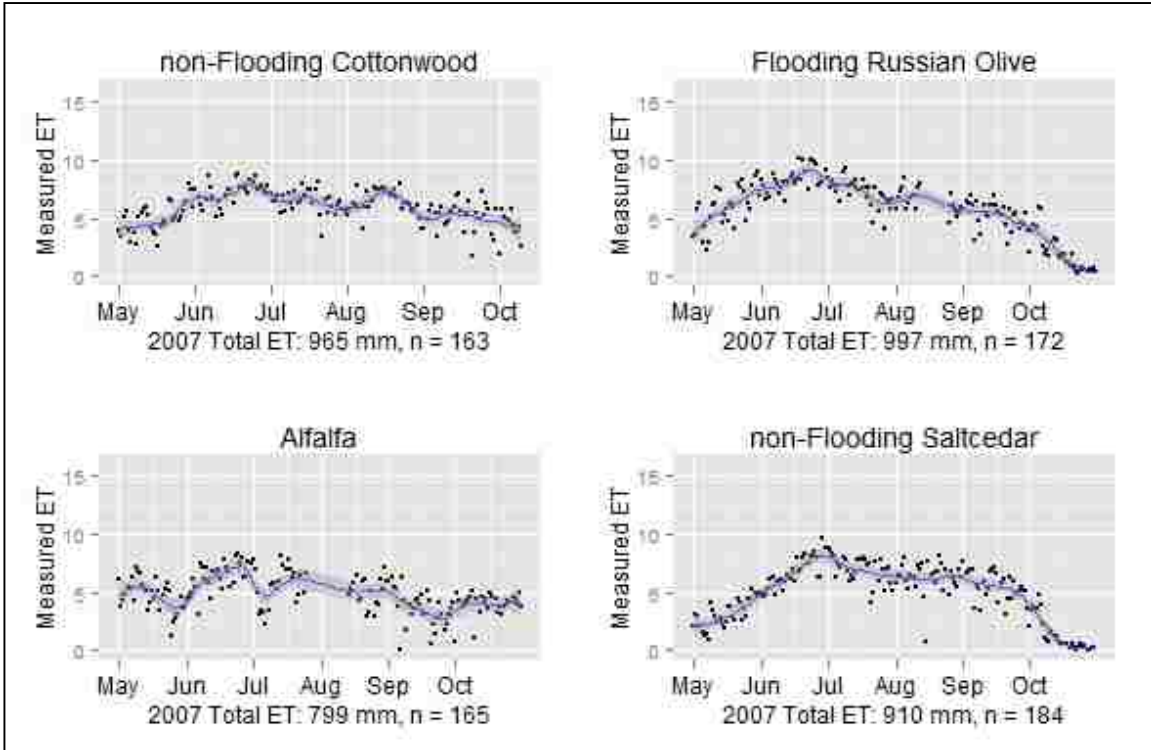 non-Flooding Cottonwood
Measured ET
15
10
5
0
May Jun Jul Aug Sep Oct
2007 Total ET: 965 mm, n = 163
Flooding Russian Olive
Measured ET
15
10
5
0
May Jun Jul Aug Sep Oct
2007 Total ET: 997 mm, n = 172
Alfalfa
Measured ET
15
10
5
0
May Jun Jul Aug Sep Oct
2007 Total ET: 799 mm, n = 165
non-Flooding Saltcedar
Measured ET
15
10
5
0
May Jun Jul Aug Sep Oct
2007 Total ET: 910 mm, n = 184